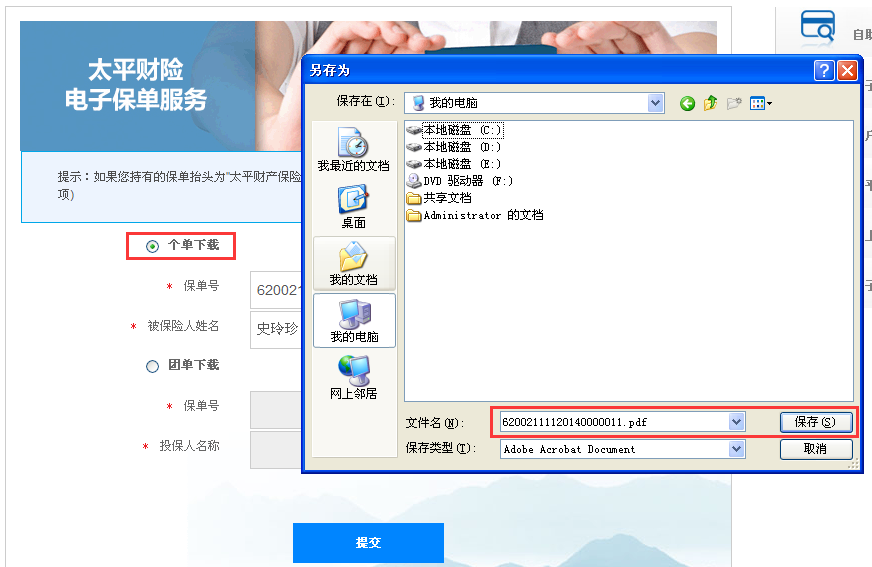 太平财险
电子保单服务
提示：如果您持有的保单抬头为"太平财产保险
项）
个单下载
* 保单号
62002
* 被保险人姓名
史玲珍
团单下载
* 保单号
* 投保人名称
提交
自助
另存为
保存在(I):
我的电脑
我最近的文档
桌面
我的文档
我的电脑
网上邻居
本地磁盘 (C:)
本地磁盘 (D:)
本地磁盘 (E:)
DVD 驱动器 (F:)
共享文档
Administrator 的文档
文件名(N):
62002111120140000011.pdf
保存(S)
保存类型(T):
Adobe Acrobat Document
取消